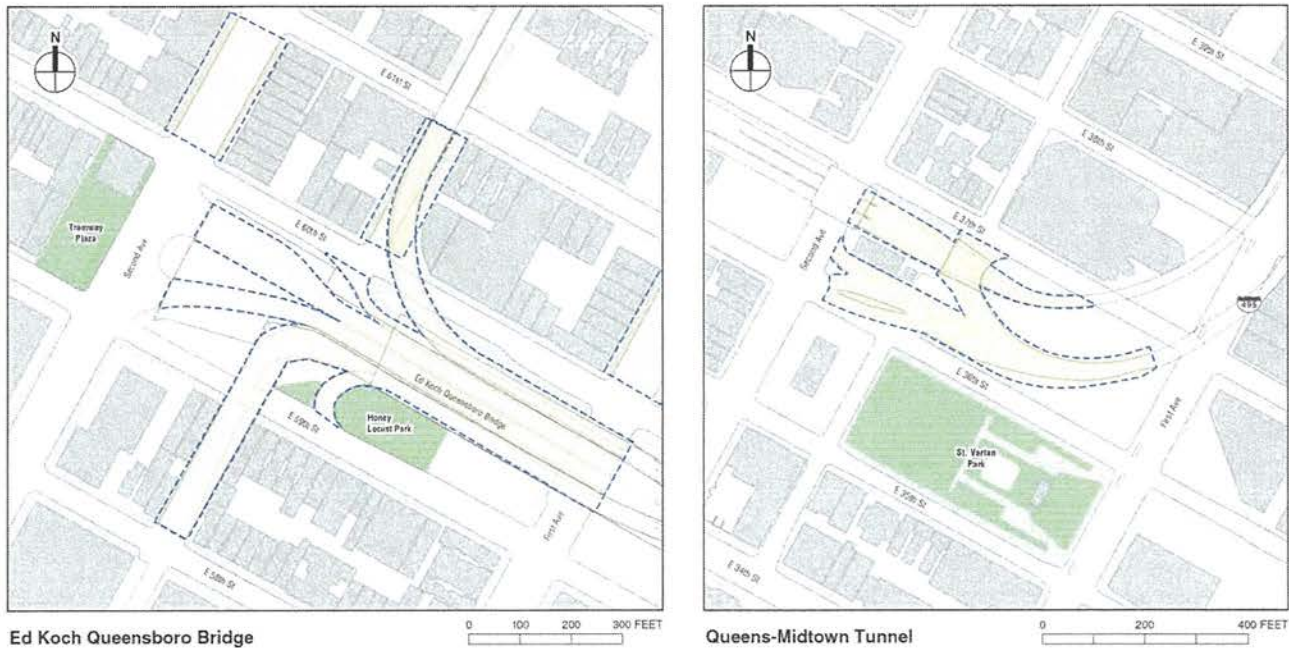 N
E 61st St
Tramway
Plaza
Second Ave
E 60th St
Ed Koch Queensboro Bridge
Honey
Locust Park
E 59th St
First Ave
E 58th St
Ed Koch Queensboro Bridge
0 100 200 300 FEET
N
E 39th St
E 38th St
E 37th St
Second Ave
495
E 36th St
First Ave
St. Vartan
Park
E 35th St
E 34th St
Queens-Midtown Tunnel
0 200 400 FEET